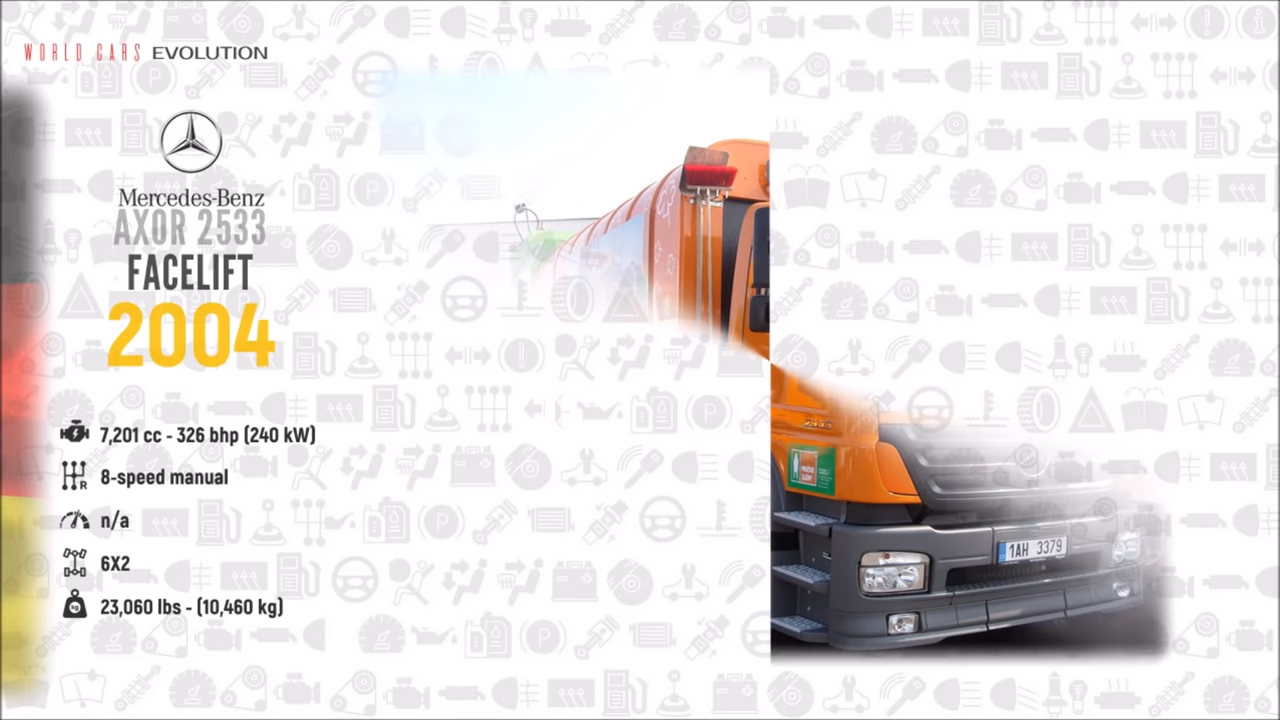 WORLD CARS EVOLUTION
Mercedes-Benz
AXOR 2533
FACELIFT
2004
7,201 cc - 326 bhp (240 kW)
8-speed manual
n/a
6X2
23,060 lbs - (10,460 kg)
2533
1AH 3379